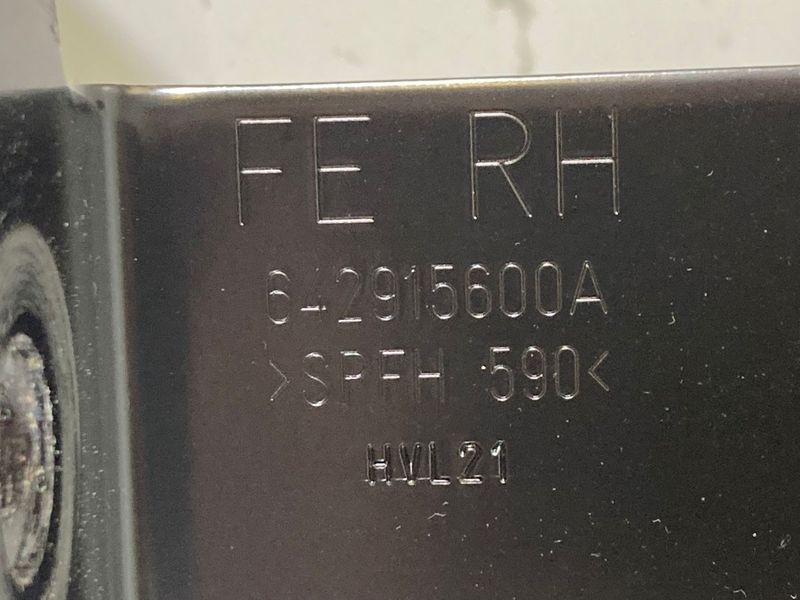 FE RH
642915600A
>SPFH 590<
HVL21